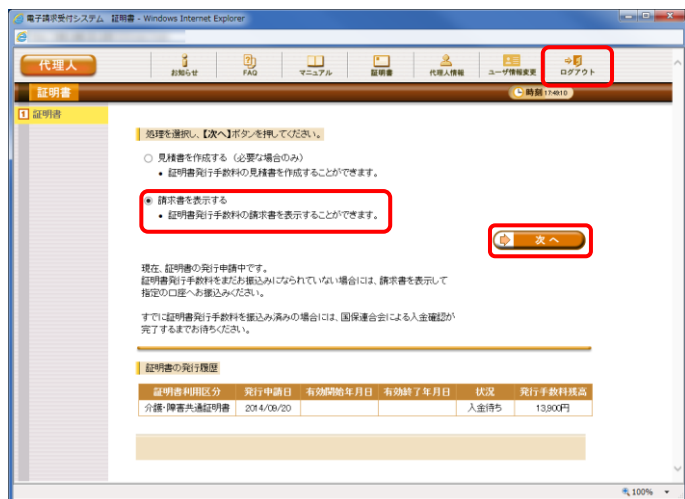 電子請求受付システム 証明書 - Windows Internet Explorer
代理人
お知らせ
FAQ
マニュアル
証明書
代理人情報
ユーザ情報変更
ログアウト
証明書
時刻 17:49:10
1 証明書
処理を選択し、【次へ】ボタンを押してください。
見積書を作成する（必要な場合のみ）
• 証明書発行手数料の見積書を作成することができます。
請求書を表示する
• 証明書発行手数料の請求書を表示することができます。
次へ
現在、証明書の発行申請中です。
証明書発行手数料をまだお振込みになられていない場合には、請求書を表示して
指定の口座へお振込みください。
すでに証明書発行手数料を振込み済みの場合には、国保連合会による入金確認が
完了するまでお待ちください。
証明書の発行履歴
証明書利用区分 発行申請日 有効開始年月日 有効終了年月日 状況 発行手数料残高
介護・障害共通証明書 2014/09/20 入金待ち 13,900円
100%